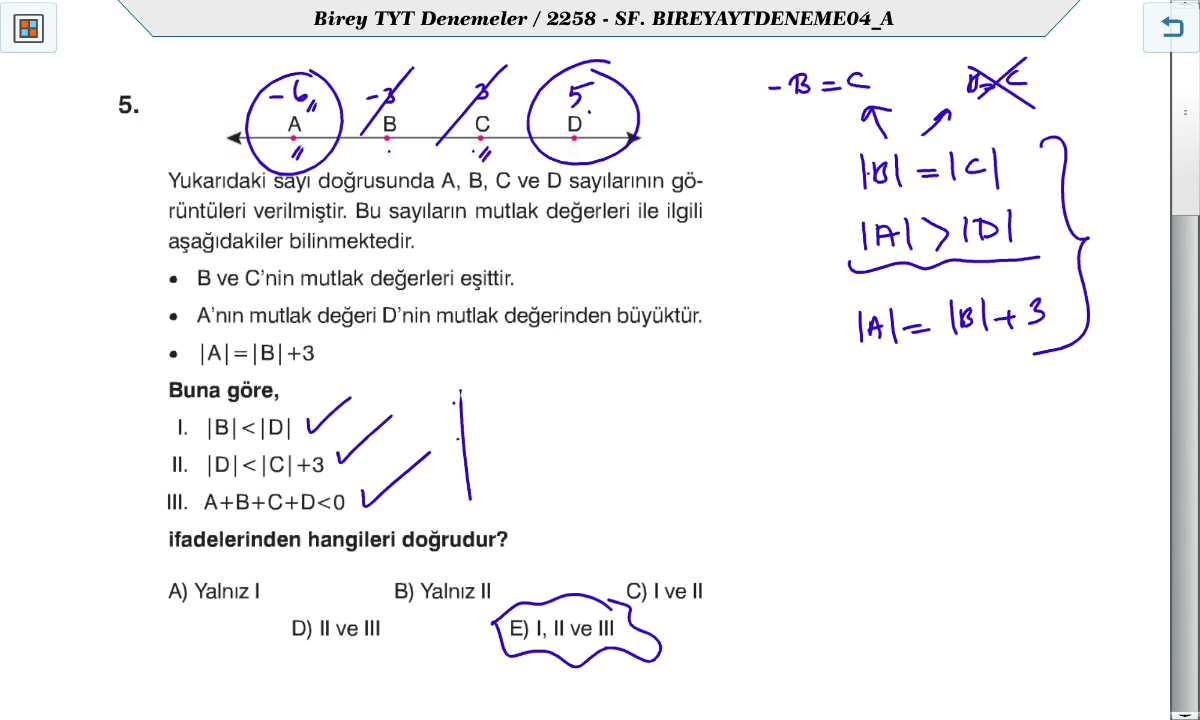 Birey TYT Denemeler / 2258 - SF. BIREYAYTDENEME04_A
5.
-6 -3 3 5
A B C D
Yukarıdaki sayı doğrusunda A, B, C ve D sayılarının gö-
rüntüleri verilmiştir. Bu sayıların mutlak değerleri ile ilgili
aşağıdakiler bilinmektedir.
• B ve C'nin mutlak değerleri eşittir.
• A'nın mutlak değeri D'nin mutlak değerinden büyüktür.
• |A|=|B|+3
Buna göre,
I. |B|<|D|
II. |D|<|C|+3
III. A+B+C+D<0
ifadelerinden hangileri doğrudur?
A) Yalnız I B) Yalnız II C) I ve II
D) II ve III E) I, II ve III
-B = C
|B| = |C|
|A| > |D|
|A| = |B| + 3